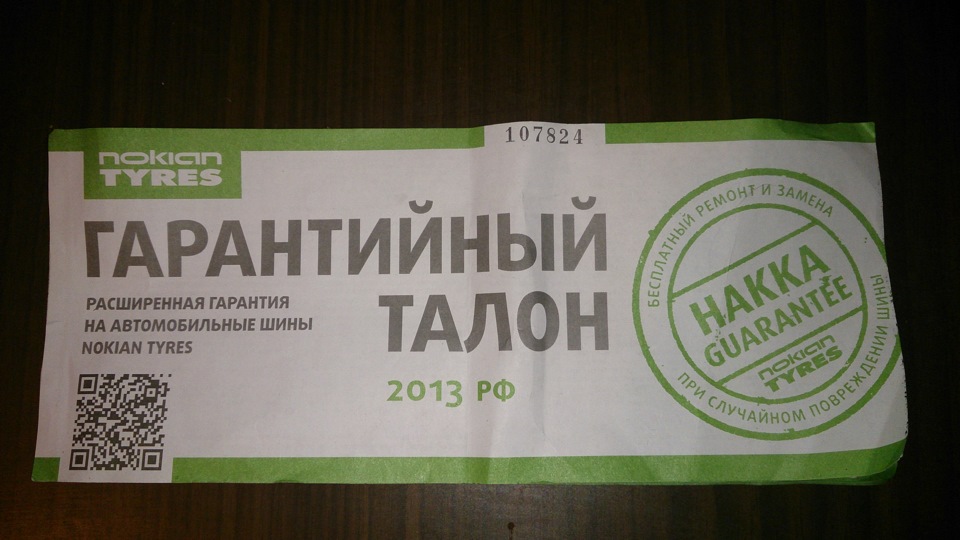 107824
nokian
TYRES
ГАРАНТИЙНЫЙ
ТАЛОН
РАСШИРЕННАЯ ГАРАНТИЯ
НА АВТОМОБИЛЬНЫЕ ШИНЫ
NOKIAN TYRES
2013 РФ
БЕСПЛАТНЫЙ РЕМОНТ И ЗАМЕНА
HAKKA
GUARANTEE
nokian
TYRES
ПРИ СЛУЧАЙНОМ ПОВРЕЖДЕНИИ ШИНЫ